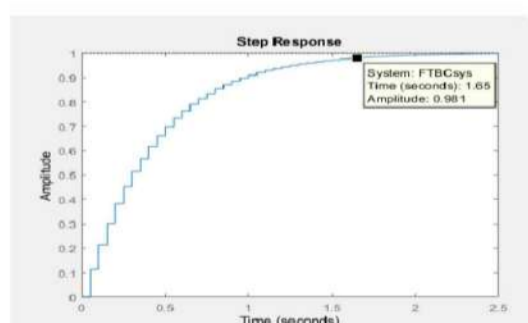 Step Response
1
0.9
0.8
0.7
0.6
0.5
0.4
0.3
0.2
0.1
0
Amplitude
System: FTBCsys
Time (seconds): 1.65
Amplitude: 0.981
0 0.5 1 1.5 2 2.5
Time (seconds)